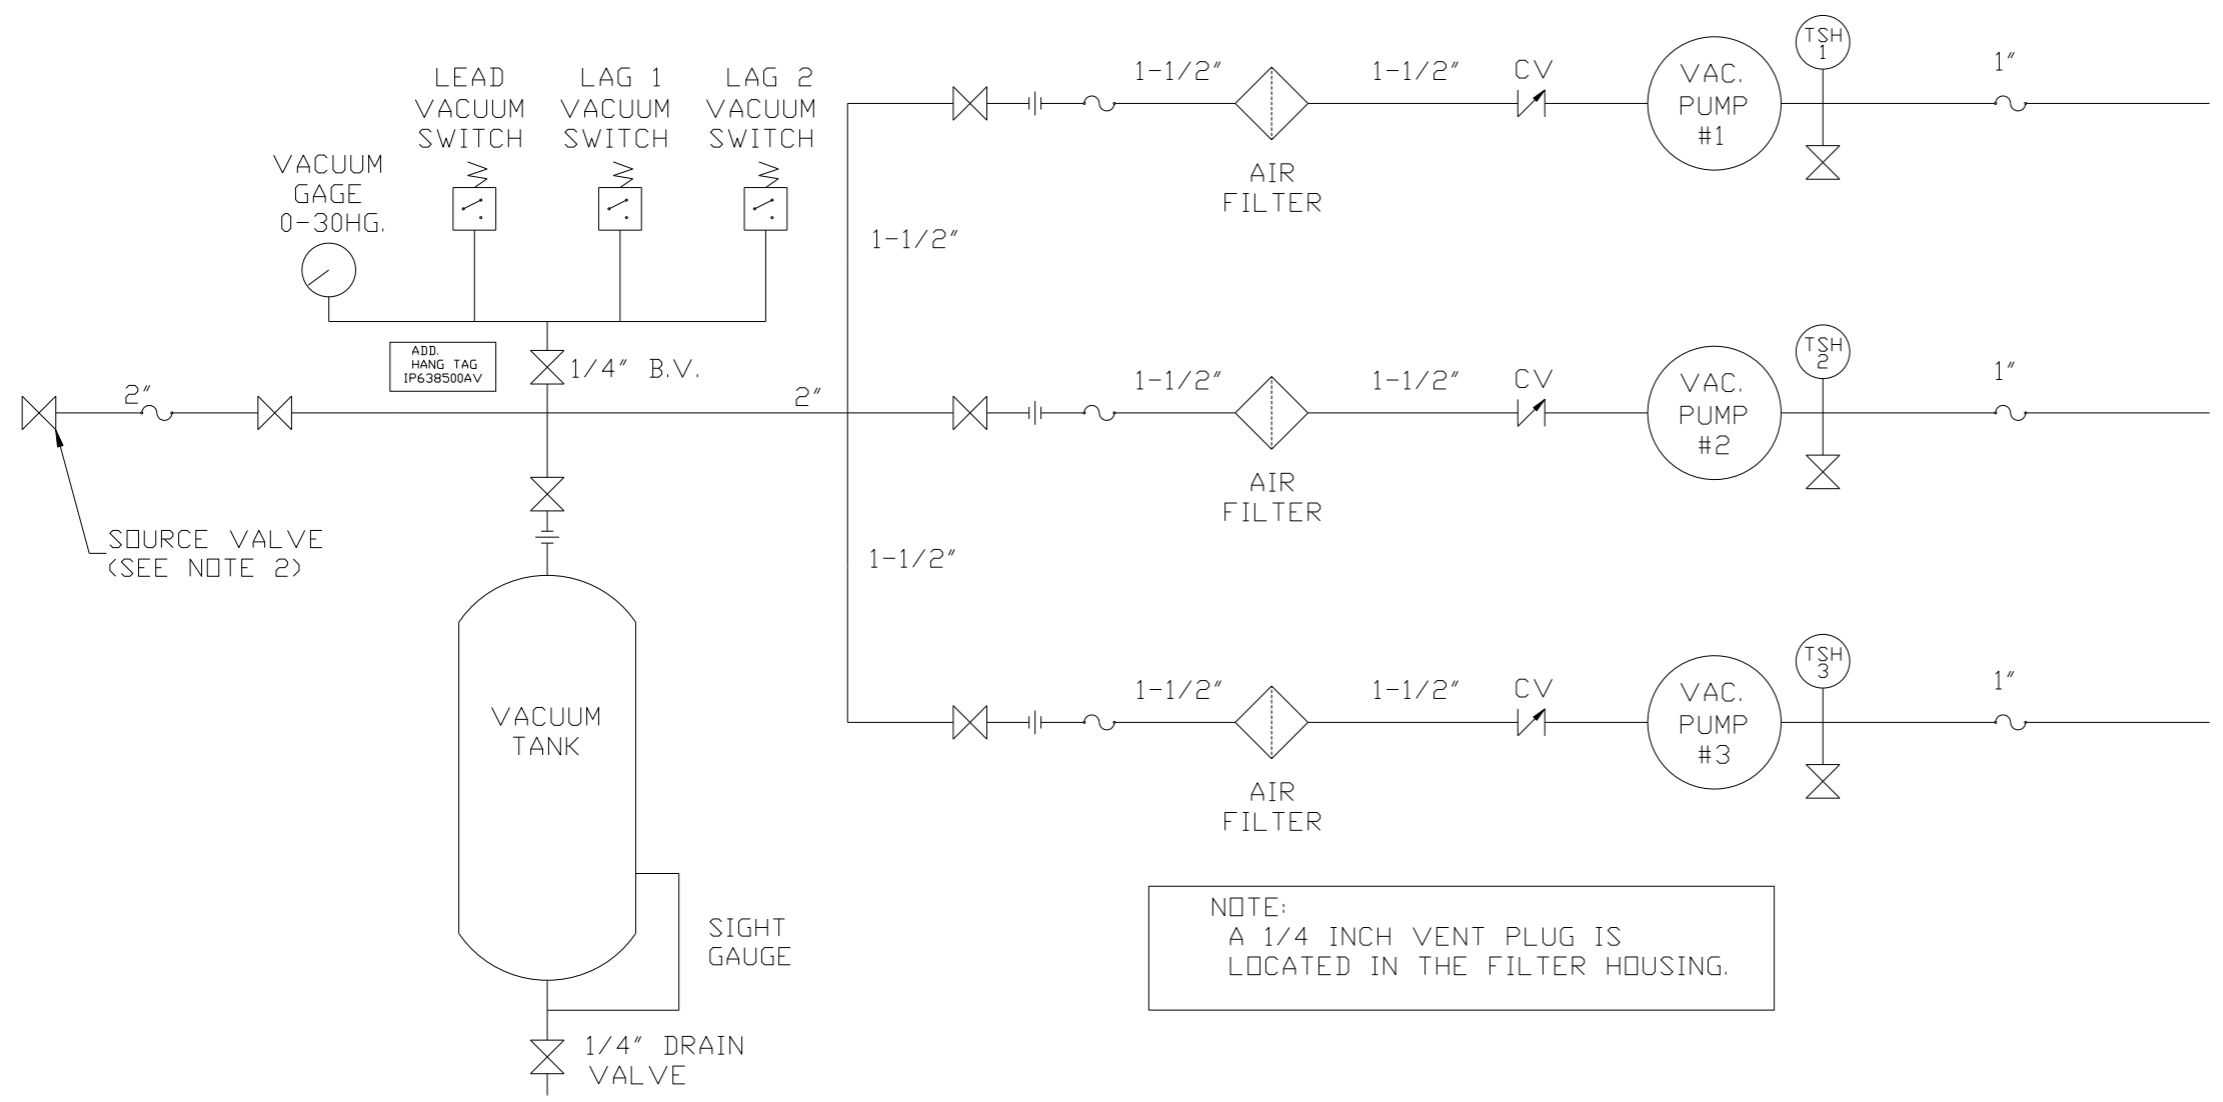 LEAD
VACUUM
SWITCH
LAG 1
VACUUM
SWITCH
LAG 2
VACUUM
SWITCH
VACUUM
GAGE
0-30HG.
ADD.
HANG TAG
IP638500AV
1/4" B.V.
2"
2"
SOURCE VALVE
(SEE NOTE 2)
VACUUM
TANK
SIGHT
GAUGE
1/4" DRAIN
VALVE
1-1/2"
1-1/2"
1-1/2"
AIR
FILTER
1-1/2"
CV
VAC.
PUMP
#1
TSH
1
1"
1-1/2"
AIR
FILTER
1-1/2"
CV
VAC.
PUMP
#2
TSH
2
1"
1-1/2"
AIR
FILTER
1-1/2"
CV
VAC.
PUMP
#3
TSH
3
1"
NOTE:
A 1/4 INCH VENT PLUG IS
LOCATED IN THE FILTER HOUSING.